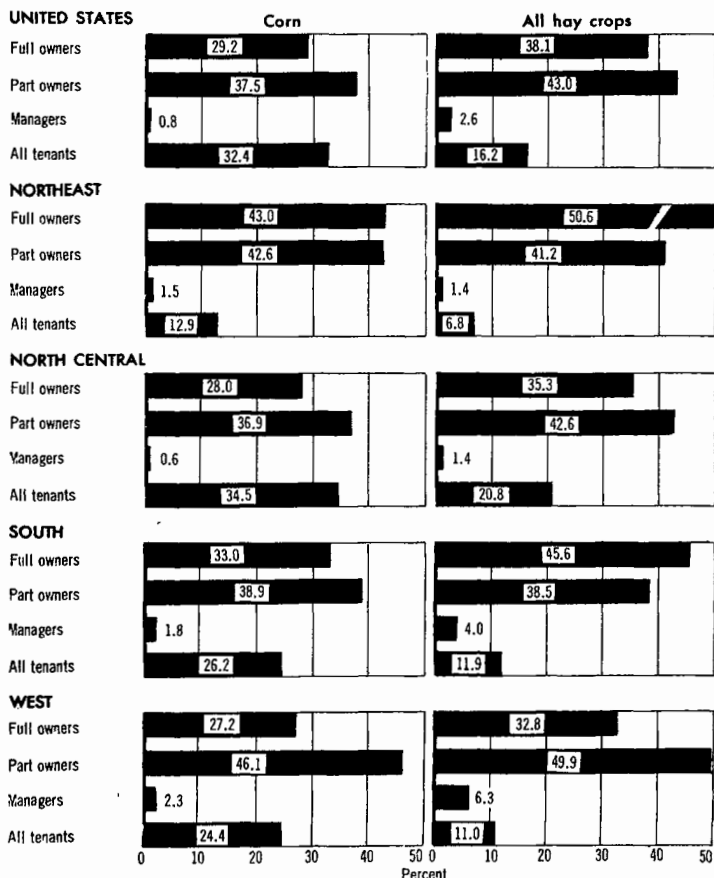 UNITED STATES Corn All hay crops
Full owners 29.2 38.1
Part owners 37.5 43.0
Managers 0.8 2.6
All tenants 32.4 16.2
NORTHEAST
Full owners 43.0 50.6
Part owners 42.6 41.2
Managers 1.5 1.4
All tenants 12.9 6.8
NORTH CENTRAL
Full owners 28.0 35.3
Part owners 36.9 42.6
Managers 0.6 1.4
All tenants 34.5 20.8
SOUTH
Full owners 33.0 45.6
Part owners 38.9 38.5
Managers 1.8 4.0
All tenants 26.2 11.9
WEST
Full owners 27.2 32.8
Part owners 46.1 49.9
Managers 2.3 6.3
All tenants 24.4 11.0
0 10 20 30 40 50 0 10 20 30 40 50
Percent